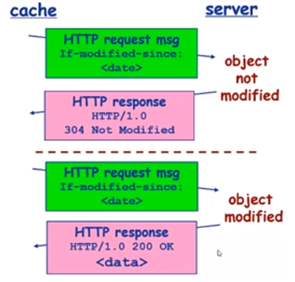 cache
server
HTTP request msg
If-modified-since:
<date>
object
not
modified
HTTP response
HTTP/1.0
304 Not Modified
HTTP request msg
If-modified-since:
<date>
object
modified
HTTP response
HTTP/1.0 200 OK
<data>